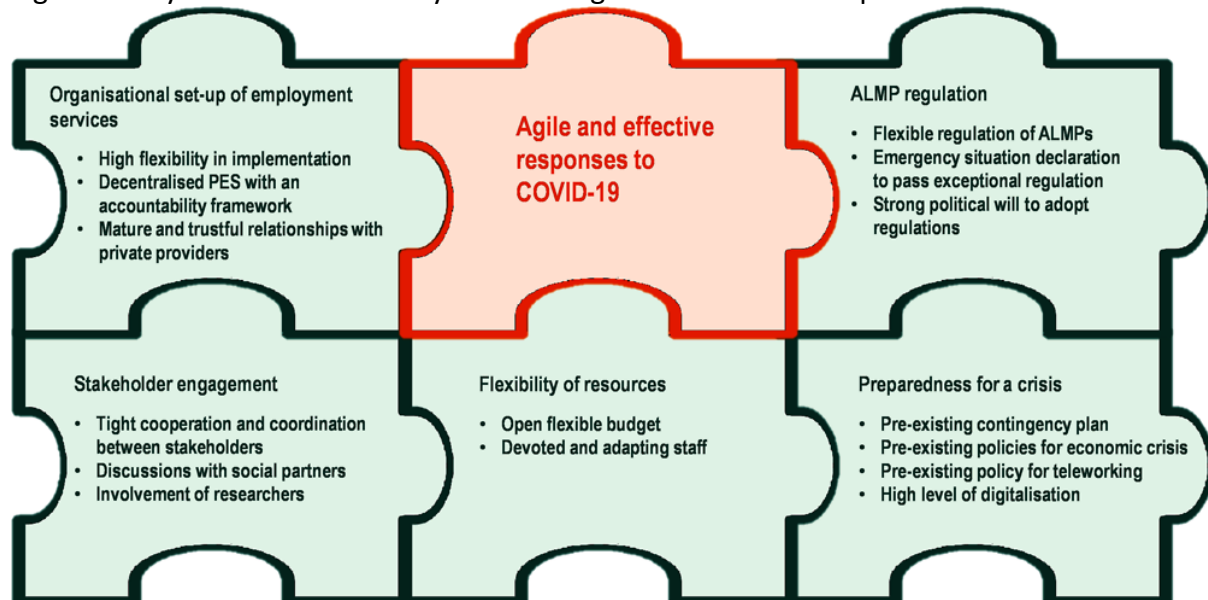 Organisational set-up of employment
services
• High flexibility in implementation
• Decentralised PES with an
accountability framework
• Mature and trustful relationships with
private providers
Agile and effective
responses to
COVID-19
ALMP regulation
• Flexible regulation of ALMPs
• Emergency situation declaration
to pass exceptional regulation
• Strong political will to adopt
regulations
Stakeholder engagement
• Tight cooperation and coordination
between stakeholders
• Discussions with social partners
• Involvement of researchers
Flexibility of resources
• Open flexible budget
• Devoted and adapting staff
Preparedness for a crisis
• Pre-existing contingency plan
• Pre-existing policies for economic crisis
• Pre-existing policy for teleworking
• High level of digitalisation